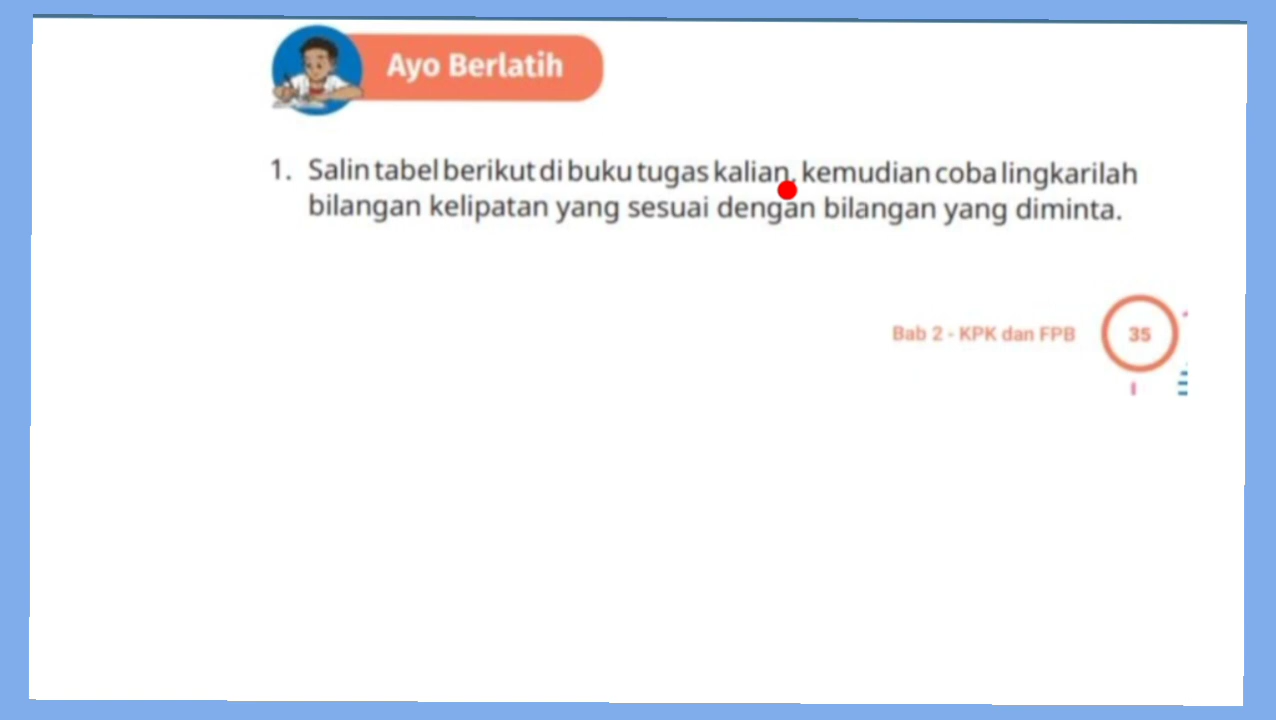 Ayo Berlatih
1. Salin tabel berikut di buku tugas kalian, kemudian coba lingkarilah
bilangan kelipatan yang sesuai dengan bilangan yang diminta.
Bab 2 - KPK dan FPB 35